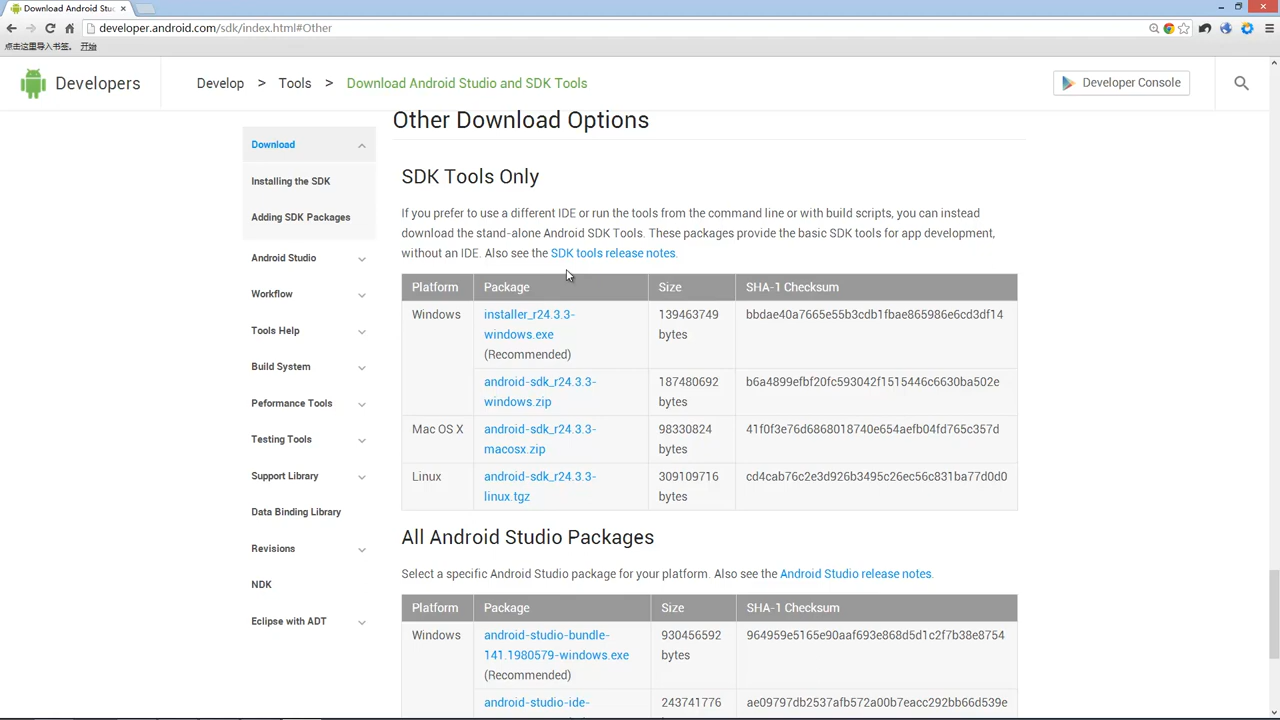 Download Android Stu
developer.android.com/sdk/index.html#Other
点击这里导入书签。 开始
Developers
Develop > Tools > Download Android Studio and SDK Tools
Developer Console
Other Download Options
Download
Installing the SDK
Adding SDK Packages
Android Studio
Workflow
Tools Help
Build System
Peformance Tools
Testing Tools
Support Library
Data Binding Library
Revisions
NDK
Eclipse with ADT
SDK Tools Only
If you prefer to use a different IDE or run the tools from the command line or with build scripts, you can instead
download the stand-alone Android SDK Tools. These packages provide the basic SDK tools for app development,
without an IDE. Also see the SDK tools release notes.
Platform Package Size SHA-1 Checksum
Windows installer_r24.3.3- 139463749 bbdae40a7665e55b3cdb1fbae865986e6cd3df14
windows.exe bytes
(Recommended)
android-sdk_r24.3.3- 187480692 b6a4899efbf20fc593042f1515446c6630ba502e
windows.zip bytes
Mac OS X android-sdk_r24.3.3- 98330824 41f0f3e76d6868018740e654aefb04fd765c357d
macosx.zip bytes
Linux android-sdk_r24.3.3- 309109716 cd4cab76c2e3d926b3495c26ec56c831ba77d0d0
linux.tgz bytes
All Android Studio Packages
Select a specific Android Studio package for your platform. Also see the Android Studio release notes.
Platform Package Size SHA-1 Checksum
Windows android-studio-bundle- 930456592 964959e5165e90aaf693e868d5d1c2f7b38e8754
141.1980579-windows.exe bytes
(Recommended)
android-studio-ide- 243741776 ae09797db2537afb572a00b7eacc292bb66d539e